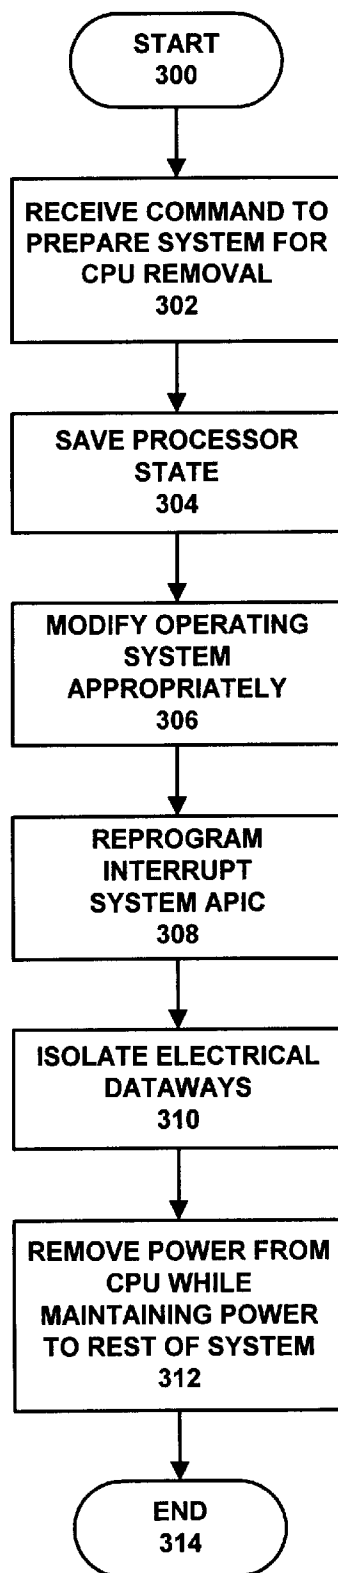 START
300
RECEIVE COMMAND TO
PREPARE SYSTEM FOR
CPU REMOVAL
302
SAVE PROCESSOR
STATE
304
MODIFY OPERATING
SYSTEM
APPROPRIATELY
306
REPROGRAM
INTERRUPT
SYSTEM APIC
308
ISOLATE ELECTRICAL
DATAWAYS
310
REMOVE POWER FROM
CPU WHILE
MAINTAINING POWER
TO REST OF SYSTEM
312
END
314